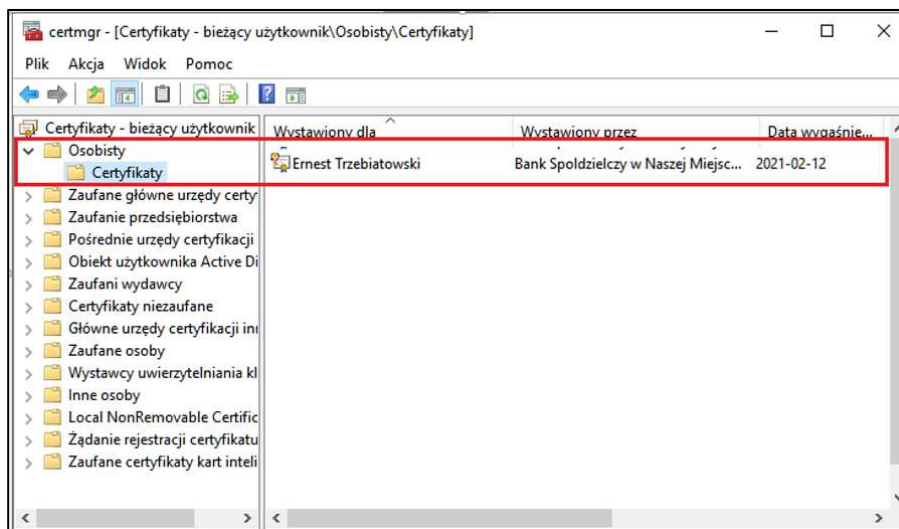 certmgr - [Certyfikaty - bieżący użytkownik\Osobisty\Certyfikaty]
Plik Akcja Widok Pomoc
Certyfikaty - bieżący użytkownik
Wystawiony dla Wystawiony przez Data wygaśnie...
Osobisty
Certyfikaty
Ernest Trzebiatowski Bank Spoldzielczy w Naszej Miejsc... 2021-02-12
Zaufane główne urzędy certy
Zaufanie przedsiębiorstwa
Pośrednie urzędy certyfikacji
Obiekt użytkownika Active Di
Zaufani wydawcy
Certyfikaty niezaufane
Główne urzędy certyfikacji in
Zaufane osoby
Wystawcy uwierzytelniania kl
Inne osoby
Local NonRemovable Certific
Żądanie rejestracji certyfikatu
Zaufane certyfikaty kart inteli